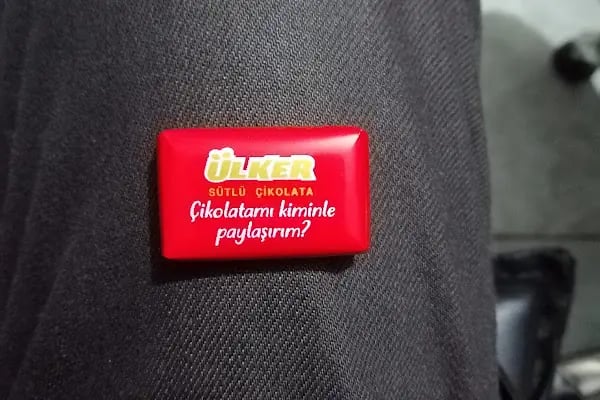 ÜLKER
SÜTLÜ ÇİKOLATA
Çikolatamı kiminle
paylaşırım?